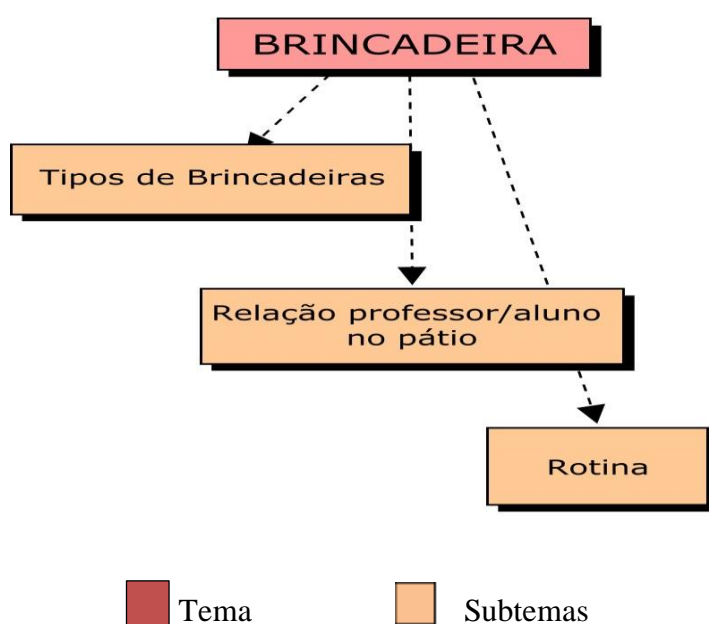 BRINCADEIRA
Tipos de Brincadeiras
Relação professor/aluno
no pátio
Rotina
Tema
Subtemas